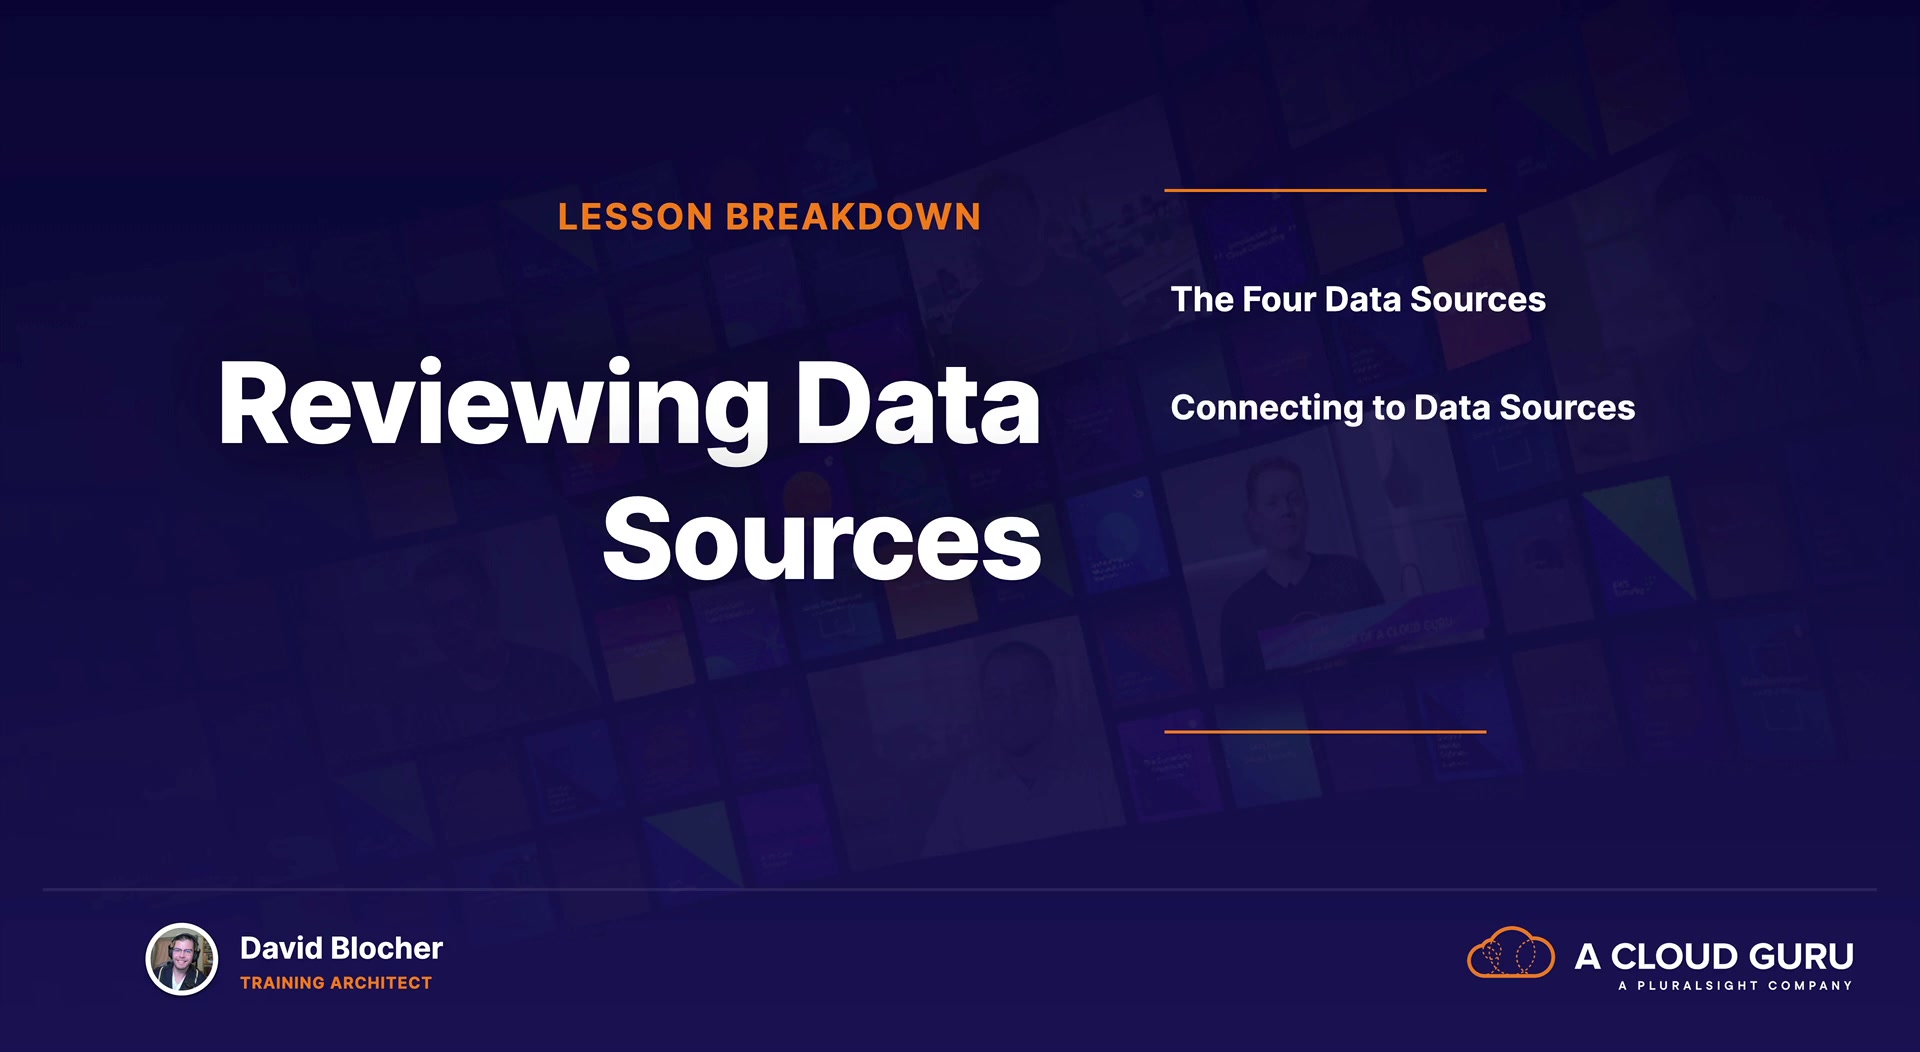 LESSON BREAKDOWN
Reviewing Data
Sources
The Four Data Sources
Connecting to Data Sources
David Blocher
TRAINING ARCHITECT
A CLOUD GURU
A PLURALSIGHT COMPANY